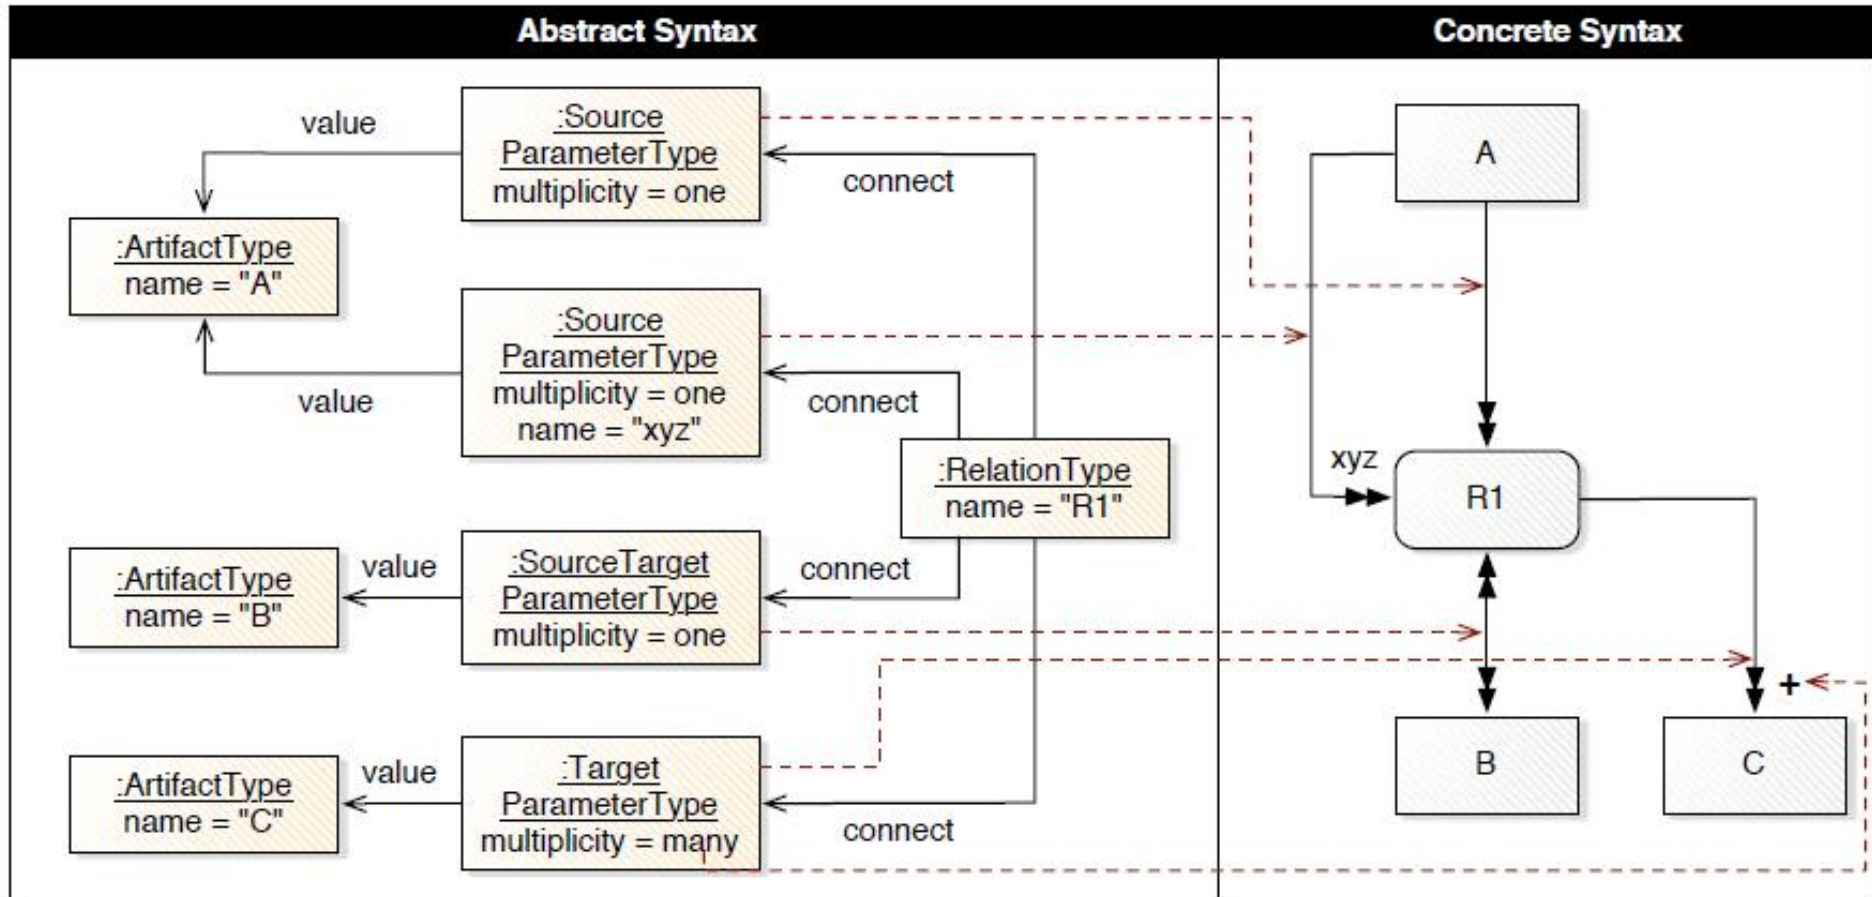 Abstract Syntax
Concrete Syntax
value
:Source
ParameterType
multiplicity = one
connect
:ArtifactType
name = "A"
value
:Source
ParameterType
multiplicity = one
name = "xyz"
connect
:RelationType
name = "R1"
:ArtifactType
name = "B"
value
:SourceTarget
ParameterType
multiplicity = one
connect
:ArtifactType
name = "C"
value
:Target
ParameterType
multiplicity = many
connect
A
xyz
R1
+
B
C